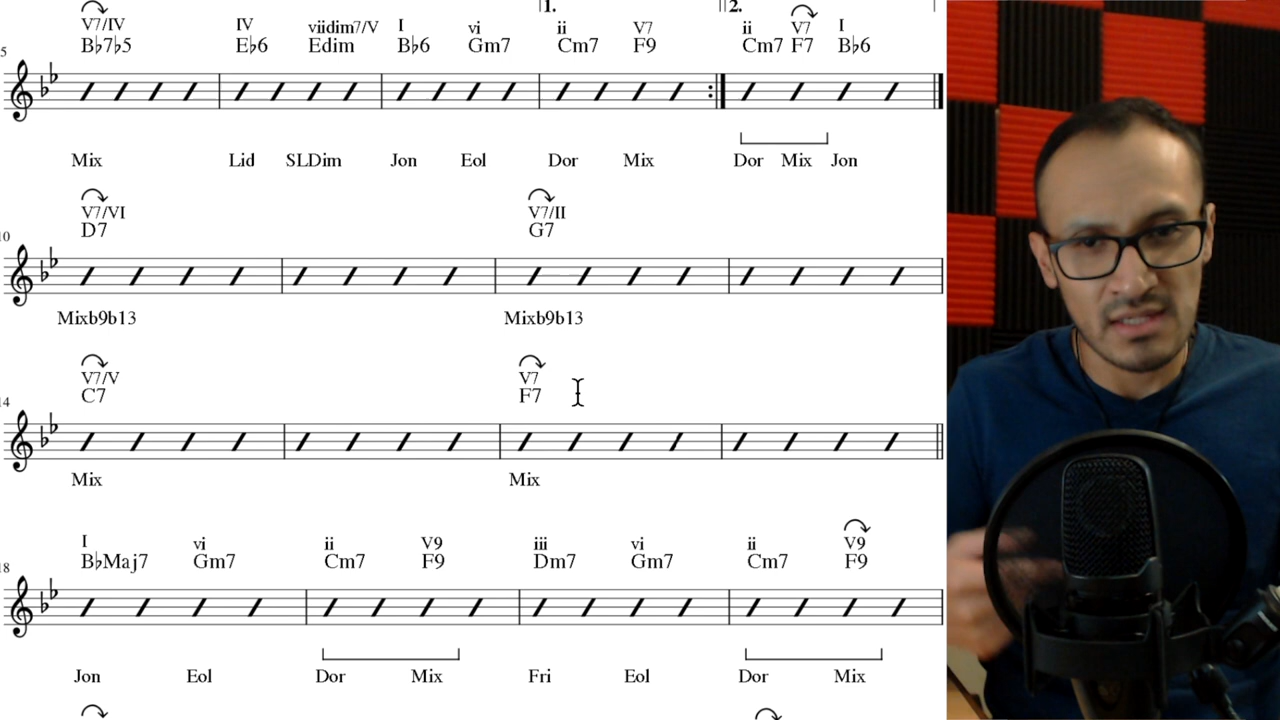 1. 2.
V7/IV IV viidim7/V I vi ii V7 ii V7 I
B♭7♭5 E♭6 Edim B♭6 Gm7 Cm7 F9 Cm7 F7 B♭6
5
Mix Lid SLDim Jon Eol Dor Mix Dor Mix Jon
V7/VI V7/II
D7 G7
10
Mixb9b13 Mixb9b13
V7/V V7
C7 F7
14
Mix Mix
I vi ii V9 iii vi ii V9
B♭Maj7 Gm7 Cm7 F9 Dm7 Gm7 Cm7 F9
18
Jon Eol Dor Mix Fri Eol Dor Mix